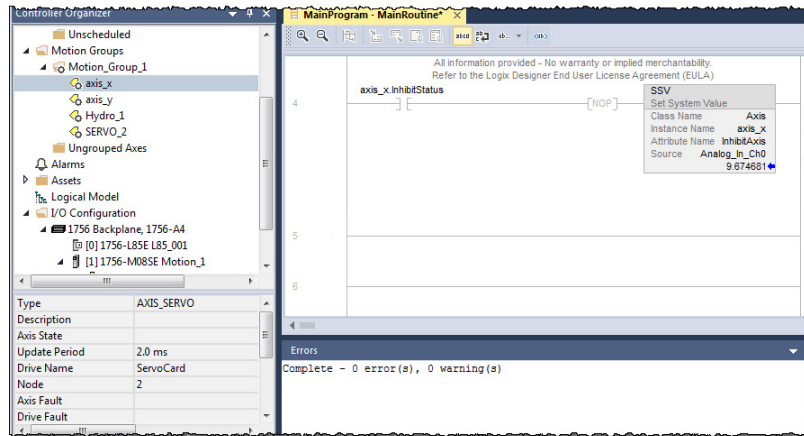 Controller Organizer
Unscheduled
Motion Groups
Motion_Group_1
axis_x
axis_y
Hydro_1
SERVO_2
Ungrouped Axes
Alarms
Assets
Logical Model
I/O Configuration
1756 Backplane, 1756-A4
[0] 1756-L85E L85_001
[1] 1756-M08SE Motion_1
Type AXIS_SERVO
Description
Axis State
Update Period 2.0 ms
Drive Name ServoCard
Node 2
Axis Fault
Drive Fault
MainProgram - MainRoutine*
abcd ab.. (ab)
All information provided - No warranty or implied merchantability.
Refer to the Logix Designer End User License Agreement (EULA)
axis_x.InhibitStatus
4
NOP
SSV
Set System Value
Class Name Axis
Instance Name axis_x
Attribute Name InhibitAxis
Source Analog_In_Ch0
9.674681
5
6
Errors
Complete - 0 error(s), 0 warning(s)